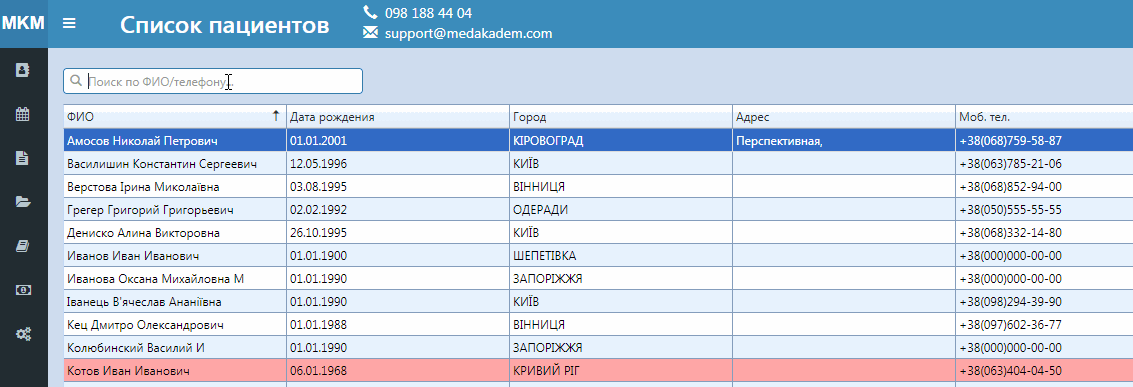 МКМ Список пациентов 098 188 44 04
support@medakadem.com
Поиск по ФИО/телефону...
ФИО Дата рождения Город Адрес Моб. тел.
Амосов Николай Петрович 01.01.2001 КІРОВОГРАД Перспективная, +38(068)759-58-87
Василишин Константин Сергеевич 12.05.1996 КИЇВ +38(063)785-21-06
Верстова Ірина Миколаївна 03.08.1995 ВІННИЦЯ +38(068)852-94-00
Грегер Григорий Григорьевич 02.02.1992 ОДЕРАДИ +38(050)555-55-55
Дениско Алина Викторовна 26.10.1995 КИЇВ +38(068)332-14-80
Иванов Иван Иванович 01.01.1900 ШЕПЕТІВКА +38(000)000-00-00
Иванова Оксана Михайловна М 01.01.1990 ЗАПОРІЖЖЯ +38(000)000-00-00
Іванець В'ячеслав Ананіївна 01.01.1990 КИЇВ +38(098)294-39-90
Кец Дмитро Олександрович 01.01.1988 ВІННИЦЯ +38(097)602-36-77
Колюбинский Василий И 01.01.1990 ЗАПОРІЖЖЯ +38(000)000-00-00
Котов Иван Иванович 06.01.1968 КРИВИЙ РІГ +38(063)404-04-50